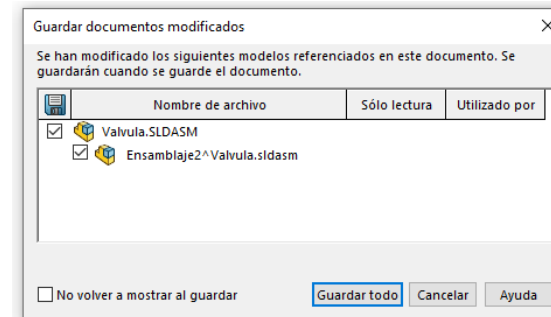 Guardar documentos modificados
Se han modificado los siguientes modelos referenciados en este documento. Se
guardarán cuando se guarde el documento.
Nombre de archivo Sólo lectura Utilizado por
Valvula.SLDASM
Ensamblaje2^Valvula.sldasm
No volver a mostrar al guardar Guardar todo Cancelar Ayuda